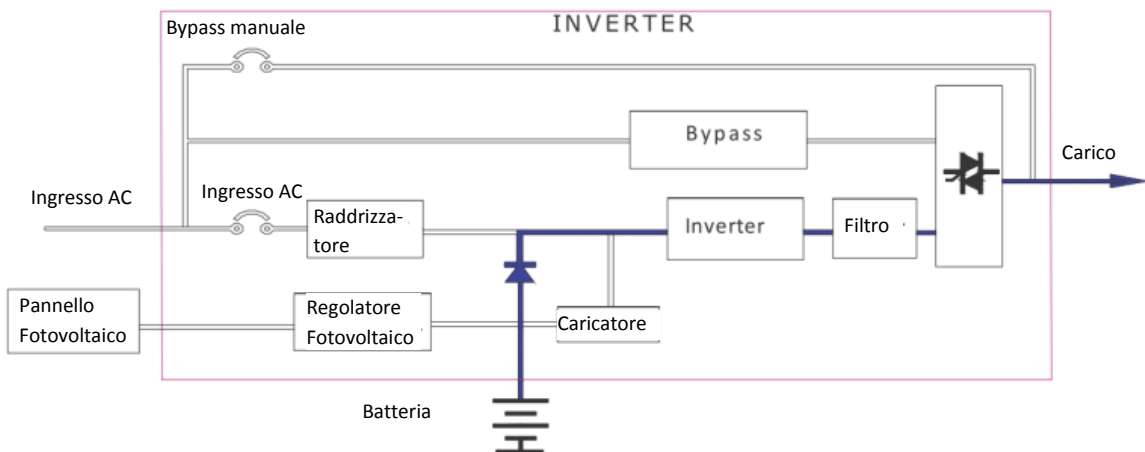 INVERTER
Bypass manuale
Bypass
Carico
Ingresso AC
Ingresso AC
Raddrizza-
tore
Inverter
Filtro
Pannello
Fotovoltaico
Regolatore
Fotovoltaico
Caricatore
Batteria